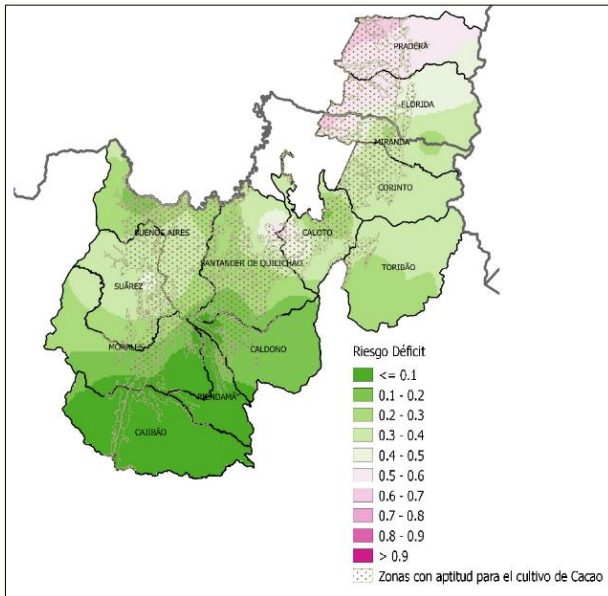 PRADERA
FLORIDA
MIRANDA
CORINTO
BUENOS AIRES
CALOTO
SANTANDER DE QUILICHAO
TORIBÃO
SUÁREZ
MORALES
CALDONO
PIENDAMÃ
CAJIBÃO
Riesgo Déficit
<= 0.1
0.1 - 0.2
0.2 - 0.3
0.3 - 0.4
0.4 - 0.5
0.5 - 0.6
0.6 - 0.7
0.7 - 0.8
0.8 - 0.9
> 0.9
Zonas con aptitud para el cultivo de Cacao